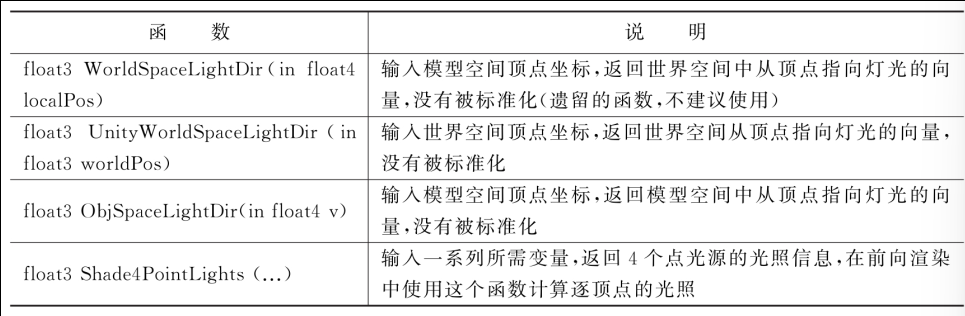 函 数 说 明
float3 WorldSpaceLightDir(in float4 输入模型空间顶点坐标,返回世界空间中从顶点指向灯光的向
localPos) 量,没有被标准化(遗留的函数,不建议使用)
float3 UnityWorldSpaceLightDir (in 输入世界空间顶点坐标,返回世界空间从顶点指向灯光的向量,
float3 worldPos) 没有被标准化
float3 ObjSpaceLightDir(in float4 v) 输入模型空间顶点坐标,返回模型空间中从顶点指向灯光的向
量,没有被标准化
float3 Shade4PointLights (...) 输入一系列所需变量,返回 4 个点光源的光照信息,在前向渲染
中使用这个函数计算逐顶点的光照